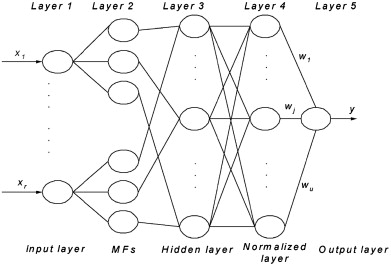 Layer 1 Layer 2 Layer 3 Layer 4 Layer 5
x1
w1
wj
y
xr
wu
Input layer MFs Hidden layer Normalized layer Output layer